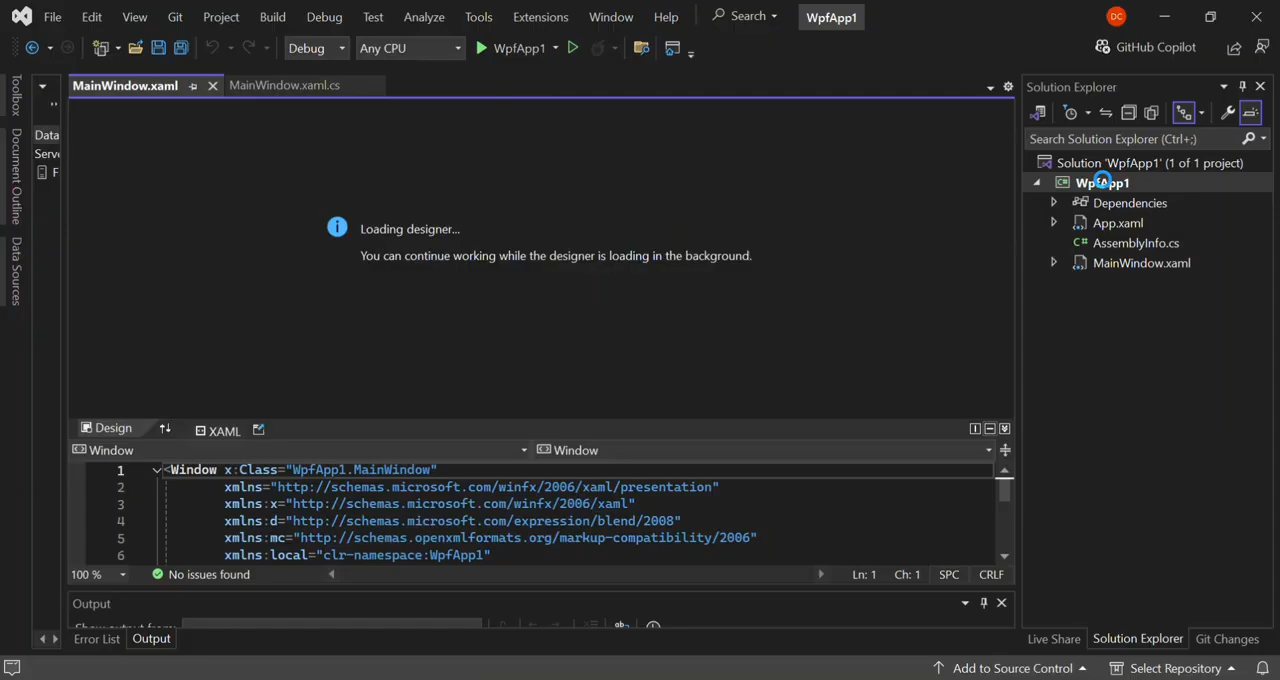 File Edit View Git Project Build Debug Test Analyze Tools Extensions Window Help Search WpfApp1 DC
Debug Any CPU WpfApp1 GitHub Copilot
Toolbox
Document Outline
Data Sources
Data
Serv
F
MainWindow.xaml MainWindow.xaml.cs
Loading designer...
You can continue working while the designer is loading in the background.
Design XAML
Window Window
1 <Window x:Class="WpfApp1.MainWindow"
2 xmlns="http://schemas.microsoft.com/winfx/2006/xaml/presentation"
3 xmlns:x="http://schemas.microsoft.com/winfx/2006/xaml"
4 xmlns:d="http://schemas.microsoft.com/expression/blend/2008"
5 xmlns:mc="http://schemas.openxmlformats.org/markup-compatibility/2006"
6 xmlns:local="clr-namespace:WpfApp1"
100 % No issues found Ln: 1 Ch: 1 SPC CRLF
Output
Show output from:
Error List Output
Solution Explorer
Search Solution Explorer (Ctrl+;)
Solution 'WpfApp1' (1 of 1 project)
WpfApp1
Dependencies
App.xaml
C# AssemblyInfo.cs
MainWindow.xaml
Live Share Solution Explorer Git Changes
Add to Source Control Select Repository